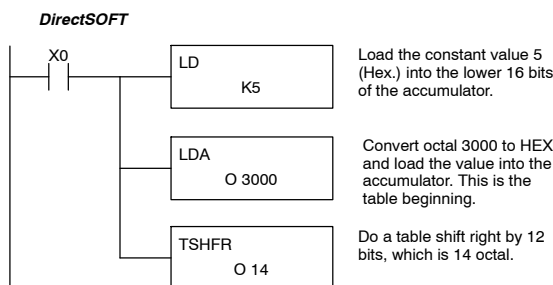 DirectSOFT
X0
LD
K5
Load the constant value 5
(Hex.) into the lower 16 bits
of the accumulator.
LDA
O 3000
Convert octal 3000 to HEX
and load the value into the
accumulator. This is the
table beginning.
TSHFR
O 14
Do a table shift right by 12
bits, which is 14 octal.